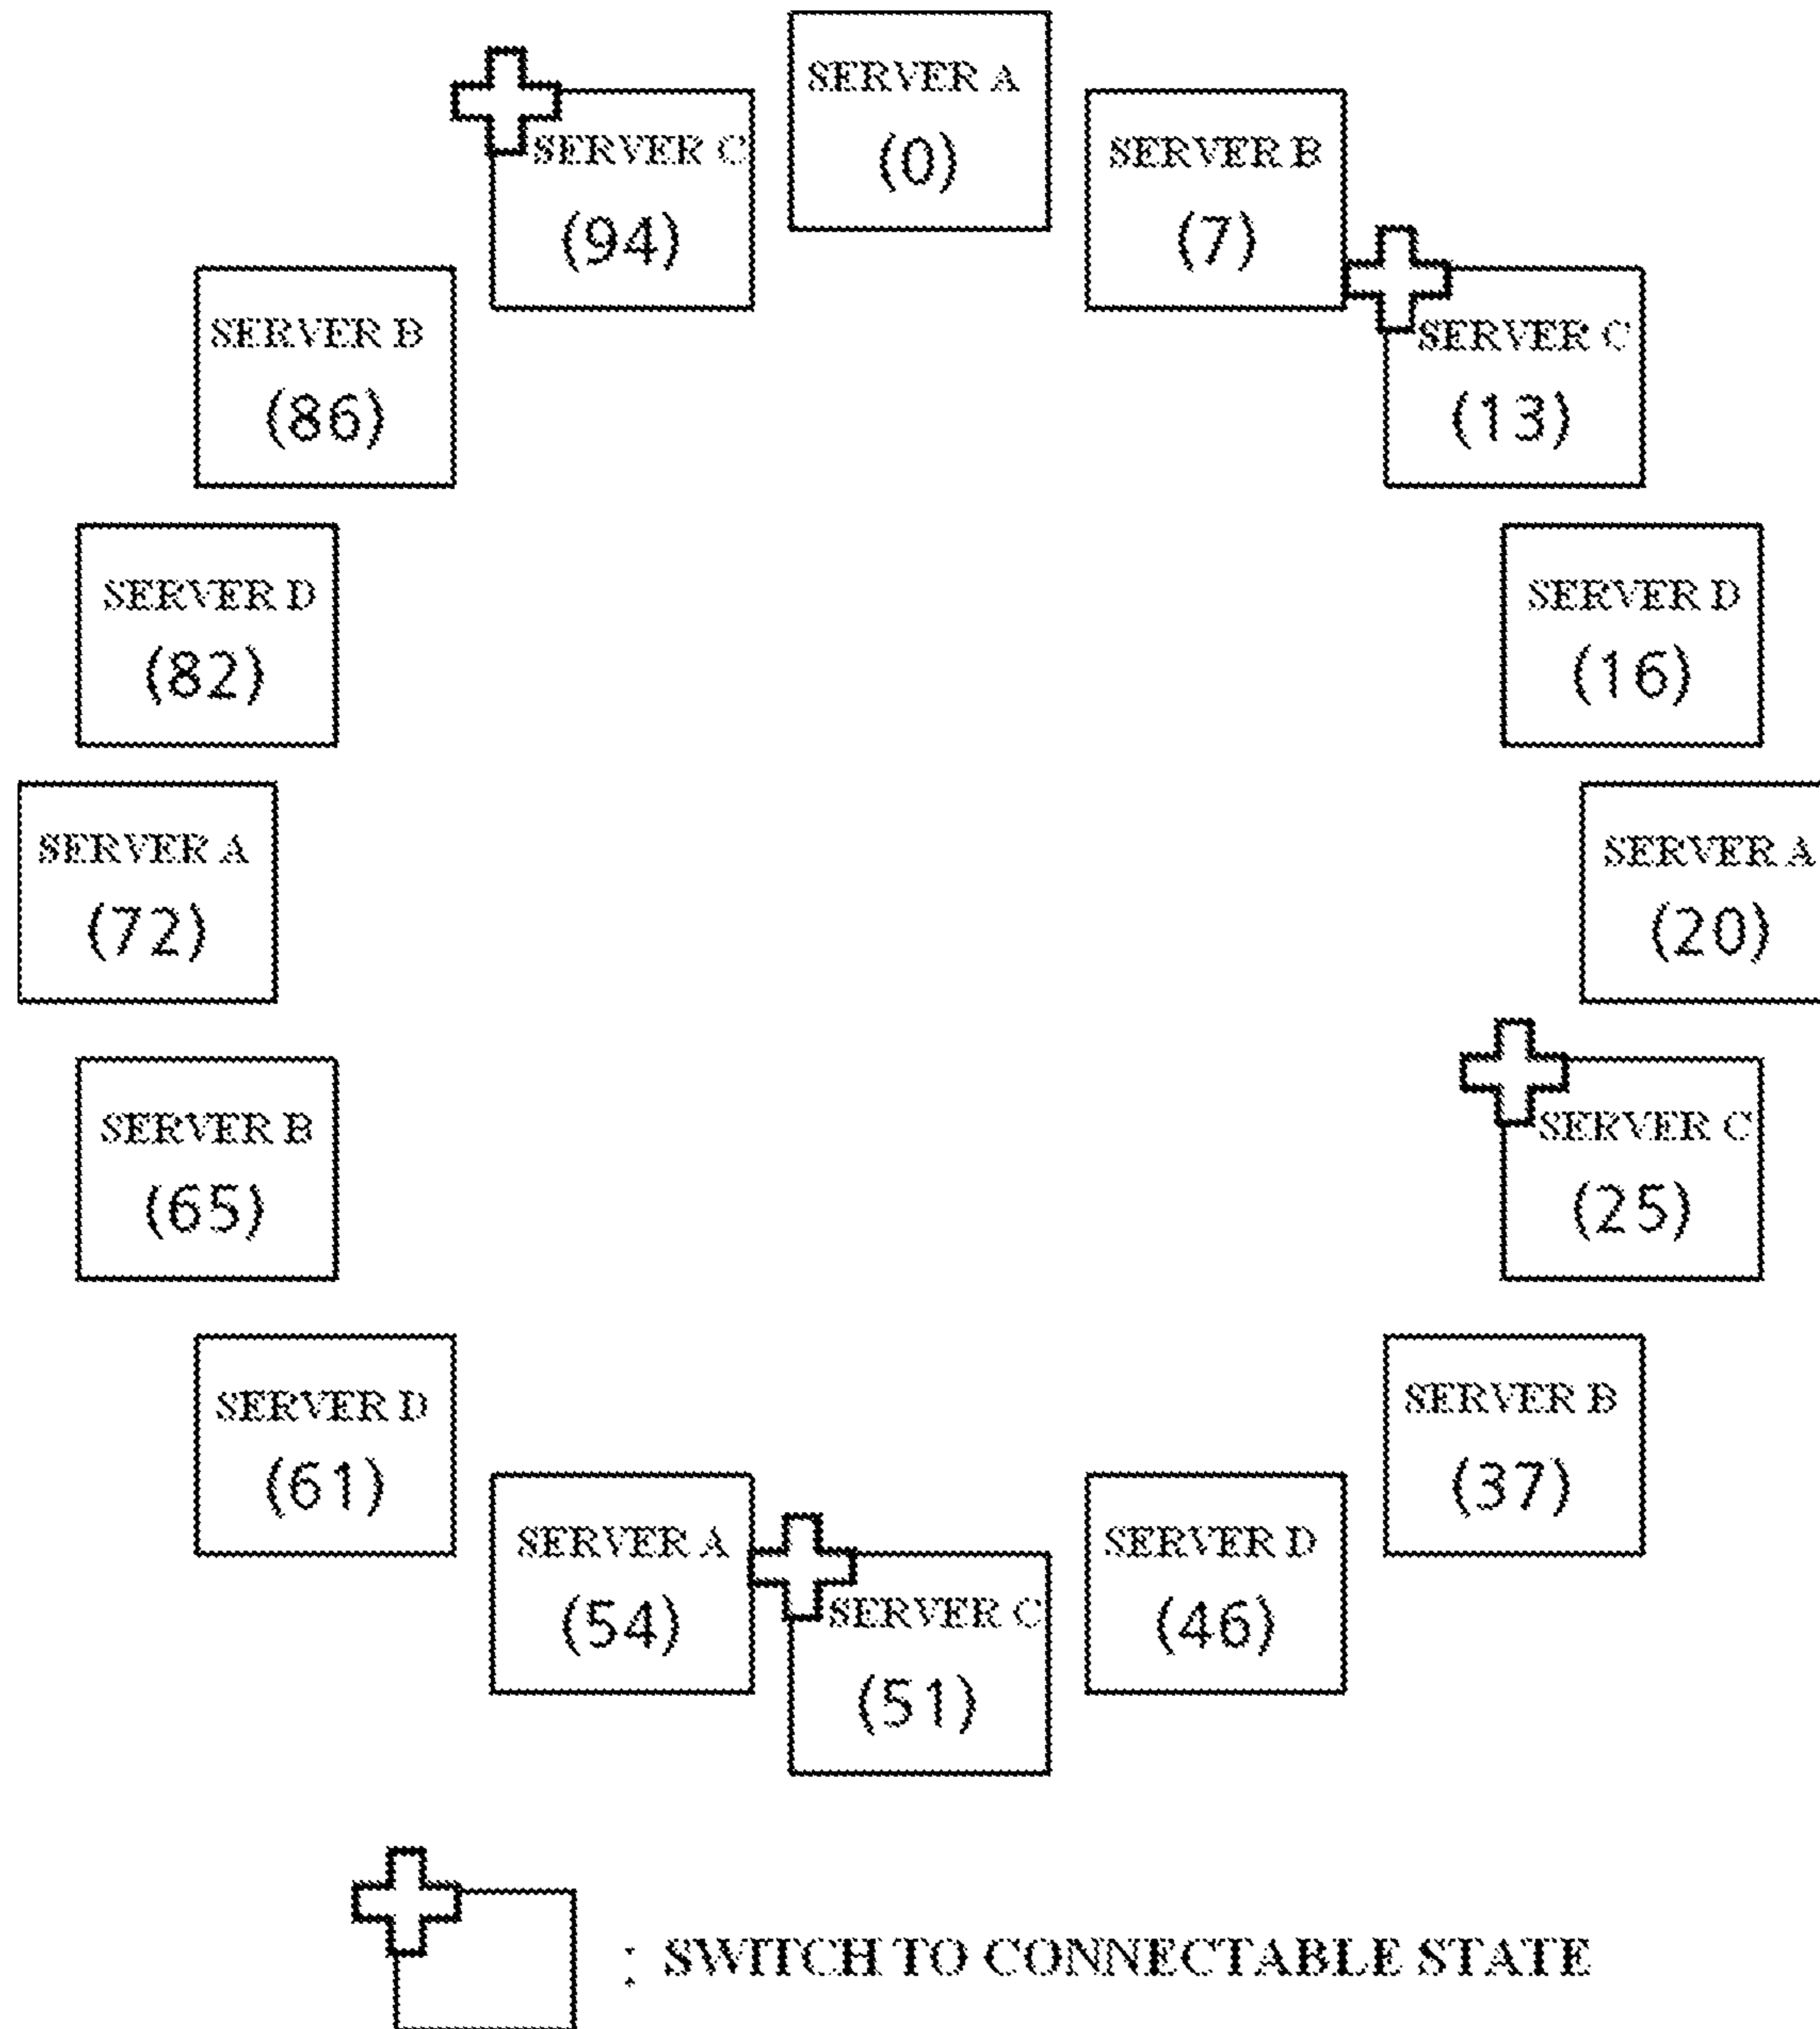 SERVER A
(0)
SERVER B
(7)
SERVER C
(13)
SERVER D
(16)
SERVER A
(20)
SERVER C
(25)
SERVER B
(37)
SERVER D
(46)
SERVER C
(51)
SERVER A
(54)
SERVER D
(61)
SERVER B
(65)
SERVER A
(72)
SERVER D
(82)
SERVER B
(86)
SERVER C
(94)
: SWITCH TO CONNECTABLE STATE